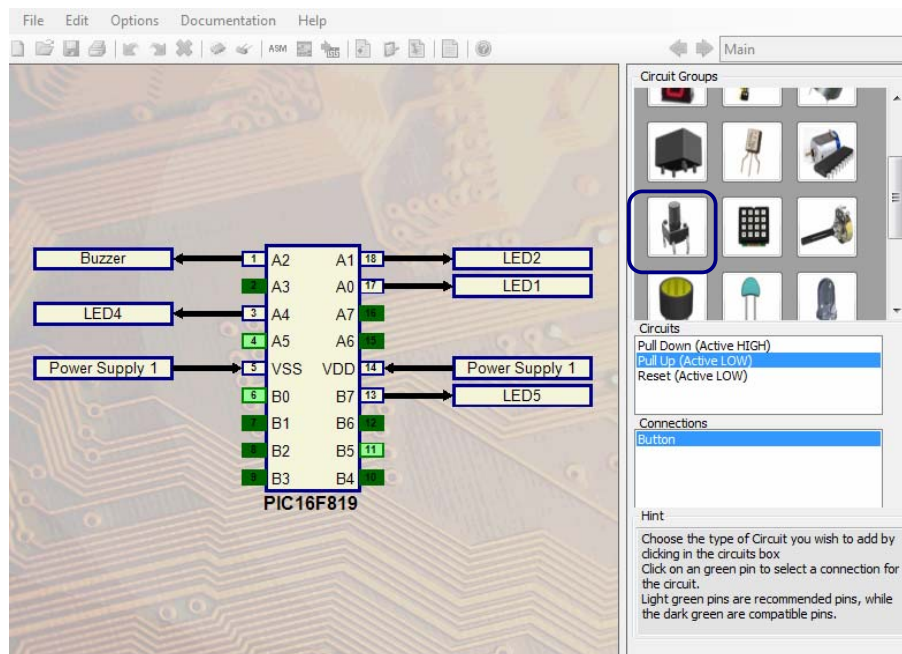 File Edit Options Documentation Help
ASM
Main
Circuit Groups
Buzzer 1 A2 A1 18 LED2
2 A3 A0 17 LED1
LED4 3 A4 A7 16
4 A5 A6 15
Power Supply 1 5 VSS VDD 14 Power Supply 1
6 B0 B7 13 LED5
7 B1 B6 12
8 B2 B5 11
9 B3 B4 10
PIC16F819
Circuits
Pull Down (Active HIGH)
Pull Up (Active LOW)
Reset (Active LOW)
Connections
Button
Hint
Choose the type of Circuit you wish to add by
clicking in the circuits box
Click on an green pin to select a connection for
the circuit.
Light green pins are recommended pins, while
the dark green are compatible pins.